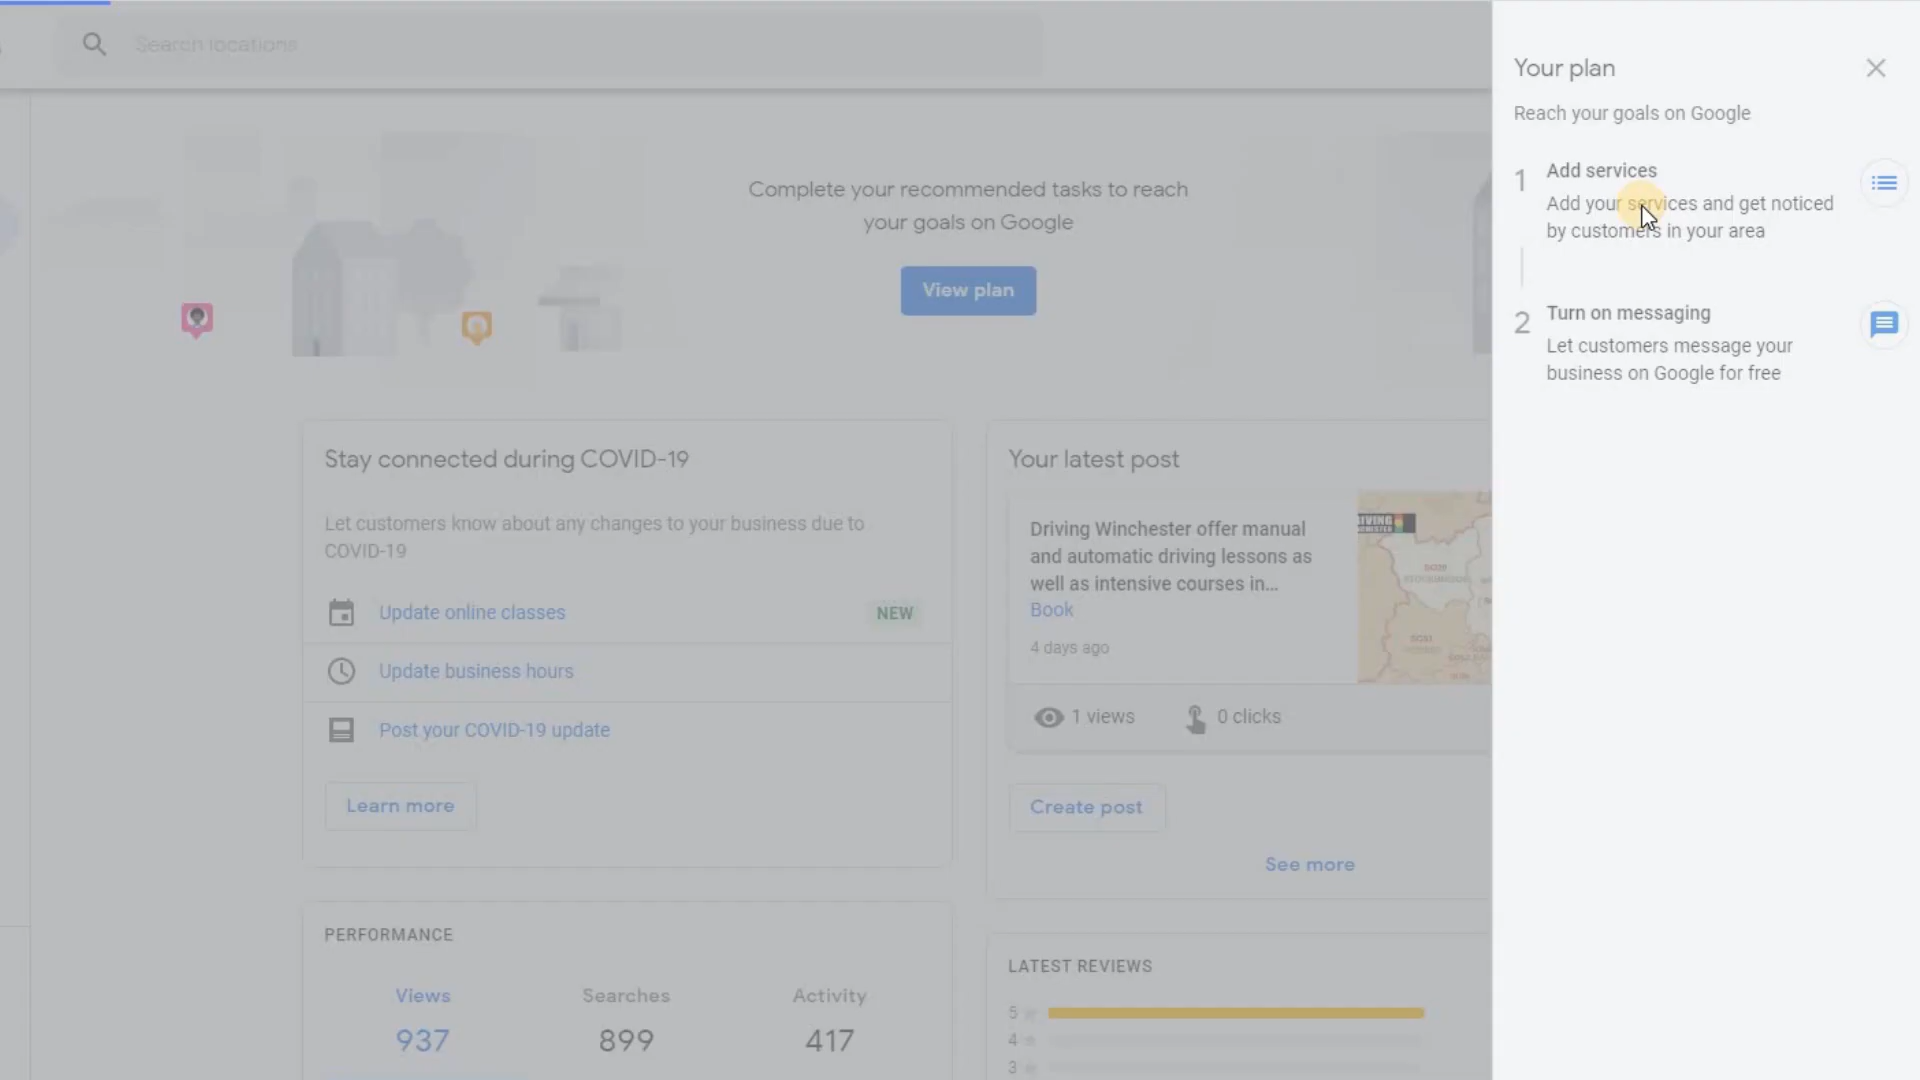 Search locations
Complete your recommended tasks to reach
your goals on Google
View plan
Stay connected during COVID-19
Let customers know about any changes to your business due to
COVID-19
Update online classes
NEW
Update business hours
Post your COVID-19 update
Learn more
Your latest post
Driving Winchester offer manual
and automatic driving lessons as
well as intensive courses in...
Book
4 days ago
1 views
0 clicks
Create post
See more
PERFORMANCE
Views
Searches
Activity
937
899
417
LATEST REVIEWS
5
4
3
Your plan
Reach your goals on Google
1
Add services
Add your services and get noticed
by customers in your area
2
Turn on messaging
Let customers message your
business on Google for free